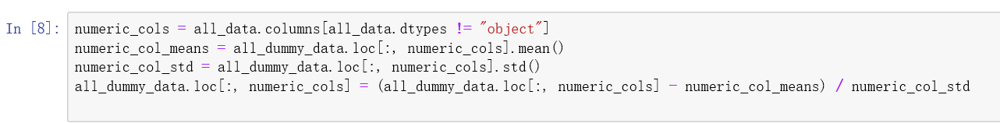 In [8]: numeric_cols = all_data.columns[all_data.dtypes != "object"]
numeric_col_means = all_dummy_data.loc[:, numeric_cols].mean()
numeric_col_std = all_dummy_data.loc[:, numeric_cols].std()
all_dummy_data.loc[:, numeric_cols] = (all_dummy_data.loc[:, numeric_cols] - numeric_col_means) / numeric_col_std